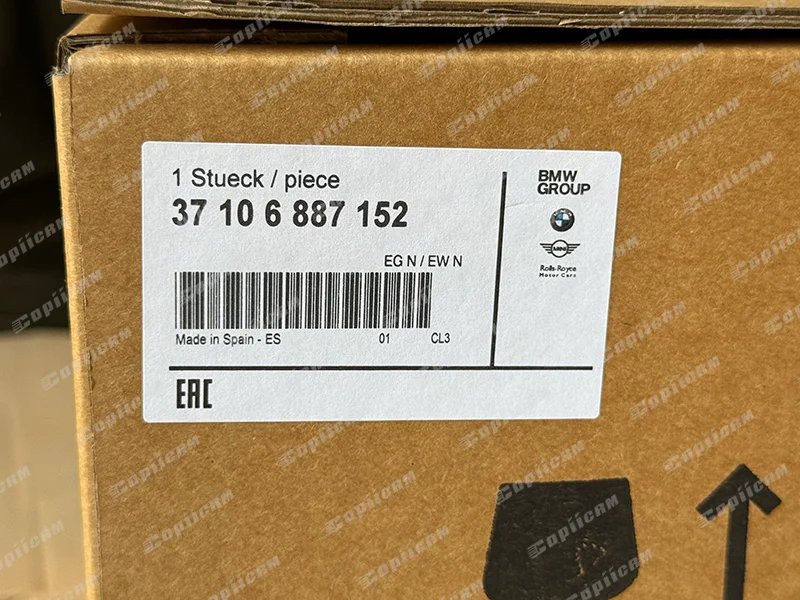 1 Stueck / piece
37 10 6 887 152
EG N / EW N
Made in Spain - ES 01 CL3
EAC
BMW
GROUP
MINI
Rolls-Royce
Motor Cars
Copiicam